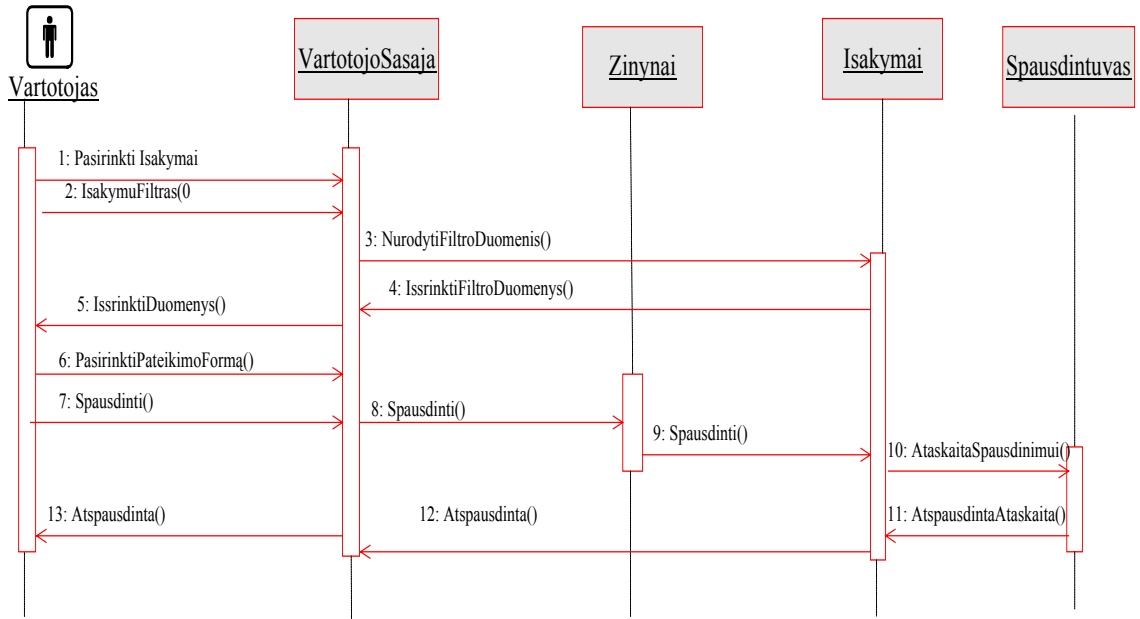 Vartotojas
VartotojoSasaja
Zinynai
Isakymai
Spausdintuvas
1: Pasirinkti Isakymai
2: IsakymuFiltras(0
3: NurodytiFiltroDuomenis()
4: IssrinktiFiltroDuomenys()
5: IssrinktiDuomenys()
6: PasirinktiPateikimoFormą()
7: Spausdinti()
8: Spausdinti()
9: Spausdinti()
10: AtaskaitaSpausdinimui()
11: AtspausdintaAtaskaita()
12: Atspausdinta()
13: Atspausdinta()